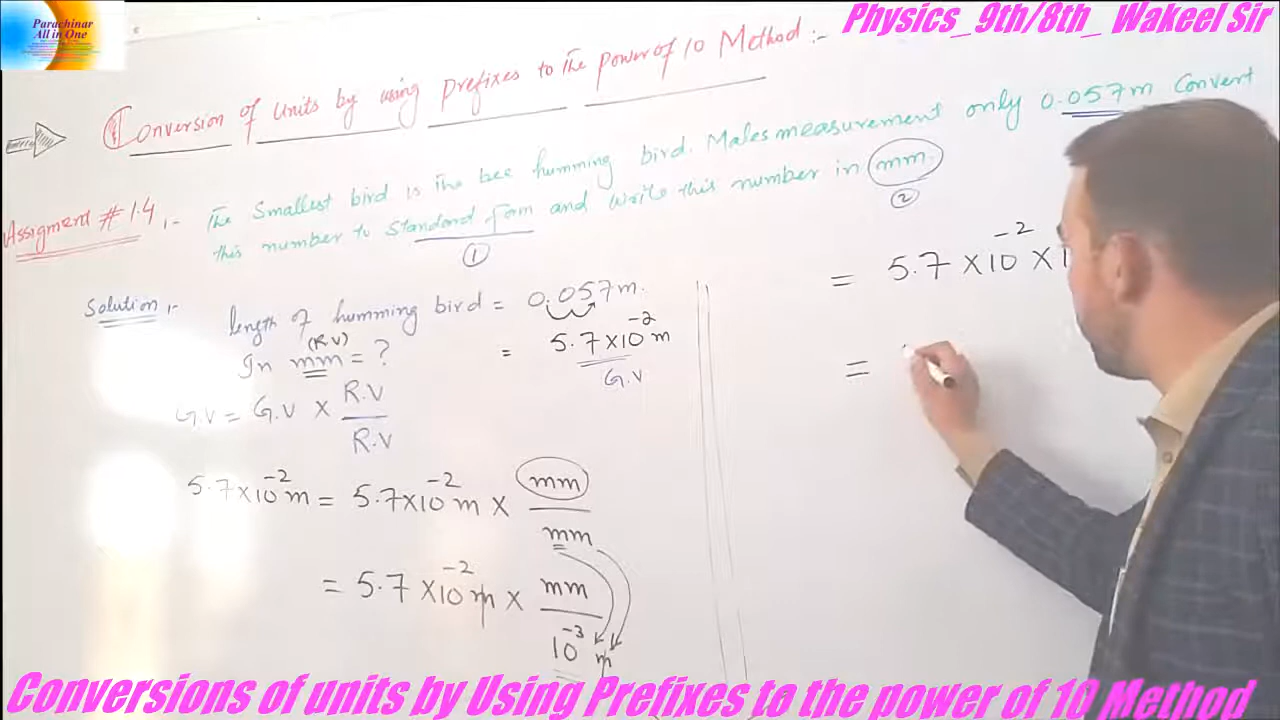 Parachinar
All in One
Physics_9th/8th_ Wakeel Sir
Conversion of Units by using prefixes to the power of 10 Method :-
Assigment # 1.4 :- The Smallest bird is the bee humming bird. Males measurement only 0.057m Convert
this number to standard form and write this number in mm.
① ②
Solution :- length of humming bird = 0.057m.
= 5.7×10⁻² m
G.V
(R.V)
In mm = ?
G.V = G.V × R.V
R.V
5.7×10⁻² m = 5.7×10⁻² m × mm
mm
= 5.7 ×10⁻² m × mm
10⁻³ m
= 5.7 ×10⁻² × 1
=
Conversions of units by Using Prefixes to the power of 10 Method